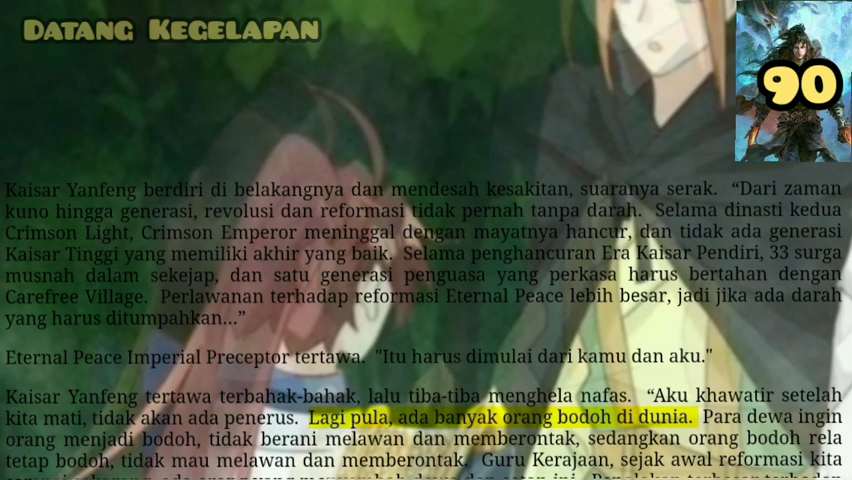 Datang Kegelapan
90
Kaisar Yanfeng berdiri di belakangnya dan mendesah kesakitan, suaranya serak. “Dari zaman
kuno hingga generasi, revolusi dan reformasi tidak pernah tanpa darah. Selama dinasti kedua
Crimson Light, Crimson Emperor meninggal dengan mayatnya hancur, dan tidak ada generasi
Kaisar Tinggi yang memiliki akhir yang baik. Selama penghancuran Era Kaisar Pendiri, 33 surga
musnah dalam sekejap, dan satu generasi penguasa yang perkasa harus bertahan dengan
Carefree Village. Perlawanan terhadap reformasi Eternal Peace lebih besar, jadi jika ada darah
yang harus ditumpahkan…”
Eternal Peace Imperial Preceptor tertawa. "Itu harus dimulai dari kamu dan aku."
Kaisar Yanfeng tertawa terbahak-bahak, lalu tiba-tiba menghela nafas. “Aku khawatir setelah
kita mati, tidak akan ada penerus. Lagi pula, ada banyak orang bodoh di dunia. Para dewa ingin
orang menjadi bodoh, tidak berani melawan dan memberontak, sedangkan orang bodoh rela
tetap bodoh, tidak mau melawan dan memberontak. Guru Kerajaan, sejak awal reformasi kita